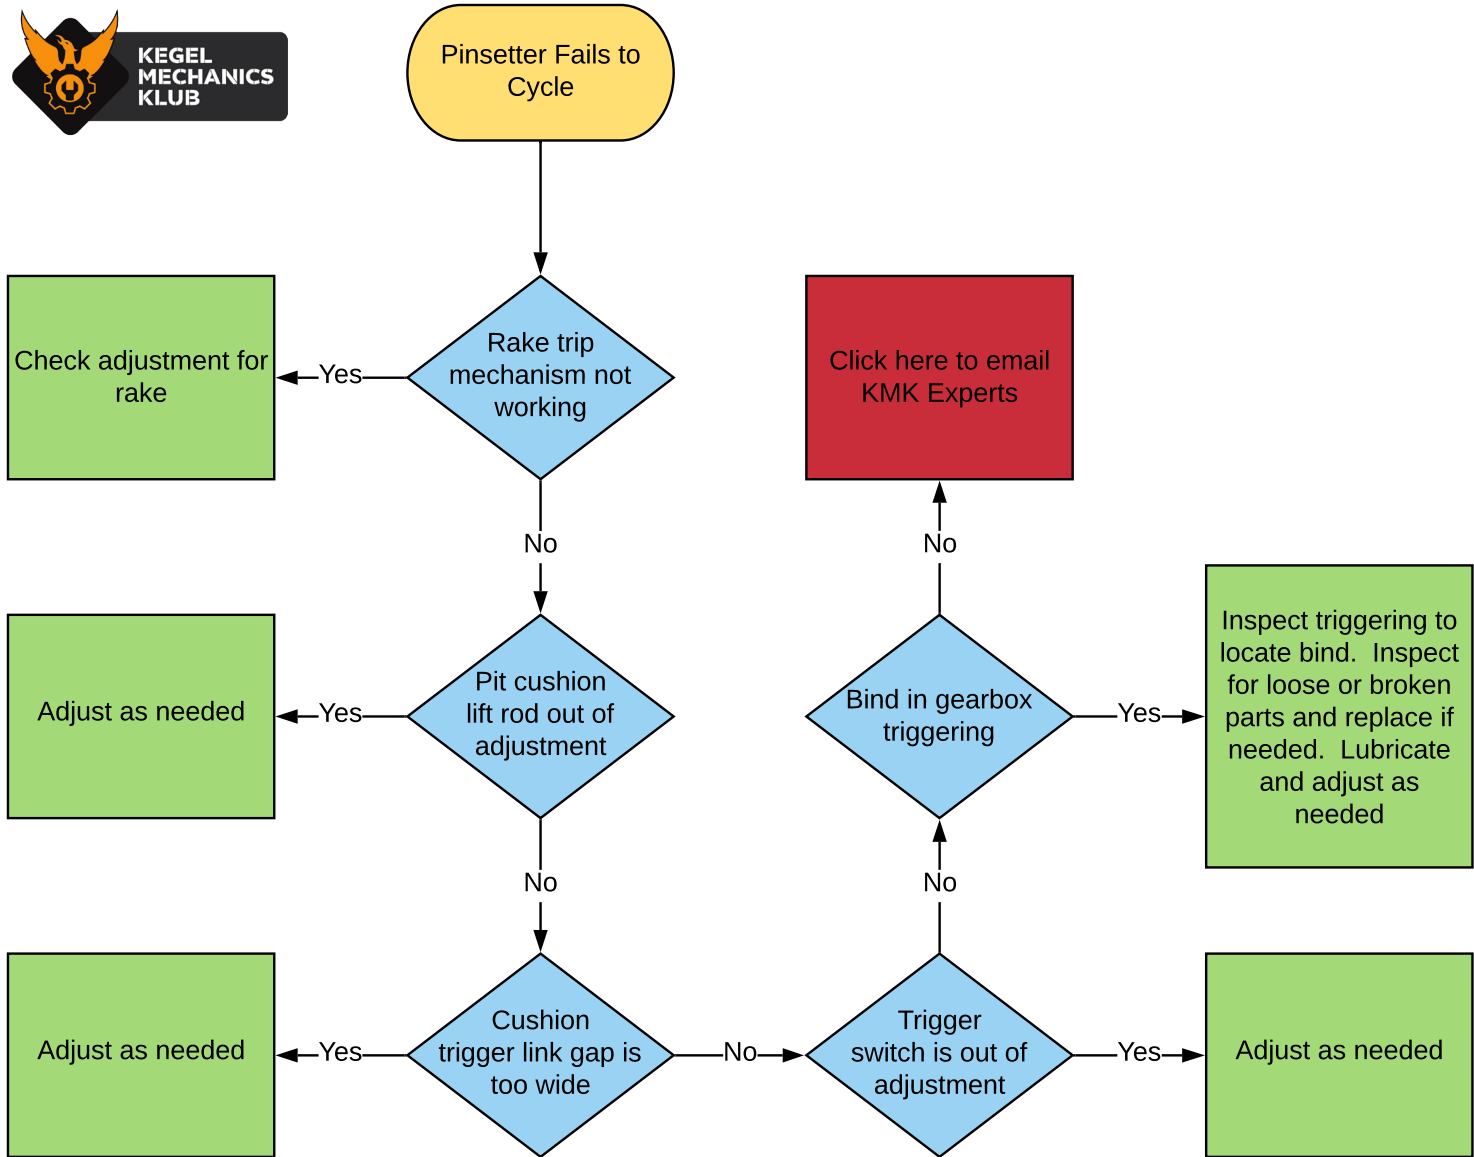 KEGEL
MECHANICS
KLUB
Pinsetter Fails to
Cycle
Check adjustment for
rake
Yes
Rake trip
mechanism not
working
Click here to email
KMK Experts
No
No
Adjust as needed
Yes
Pit cushion
lift rod out of
adjustment
Bind in gearbox
triggering
Yes
Inspect triggering to
locate bind.  Inspect
for loose or broken
parts and replace if
needed.  Lubricate
and adjust as
needed
No
No
Adjust as needed
Yes
Cushion
trigger link gap is
too wide
No
Trigger
switch is out of
adjustment
Yes
Adjust as needed